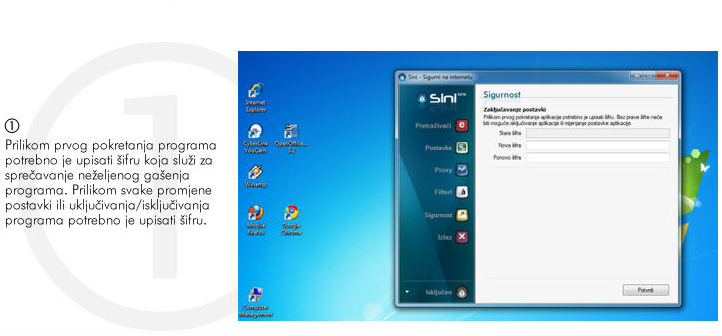 ①
Prilikom prvog pokretanja programa
potrebno je upisati šifru koja služi za
sprečavanje neželjenog gašenja
programa. Prilikom svake promjene
postavki ili uključivanja/isključivanja
programa potrebno je upisati šifru.
Internet
Explorer
CyberLink
YouCam
OpenOffice...
3.2
Winamp
Mozilla
Firefox
Google
Chrome
Computer
Management
Sini - Sigurni na internetu
Sini
Pretraživači
Postavke
Proxy
Filteri
Sigurnost
Izlaz
Isključen
Sigurnost
Zaključavanje postavki
Prilikom prvog pokretanja aplikacije potrebno je upisati šifru. Bez prave šifre neće
biti moguće isključivanje aplikacije ili mijenjanje postavke aplikacije.
Stara šifra
Nova šifra
Ponovo šifra
Potvrdi